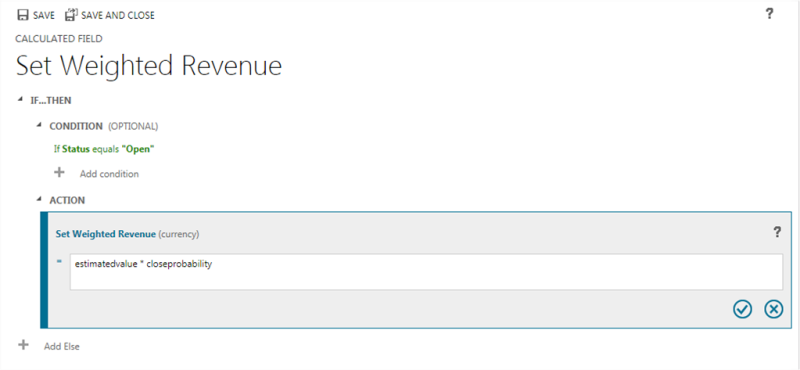 SAVE SAVE AND CLOSE ?
CALCULATED FIELD
Set Weighted Revenue
IF...THEN
CONDITION (OPTIONAL)
If Status equals "Open"
Add condition
ACTION
Set Weighted Revenue (currency) ?
= estimatedvalue * closeprobability
Add Else